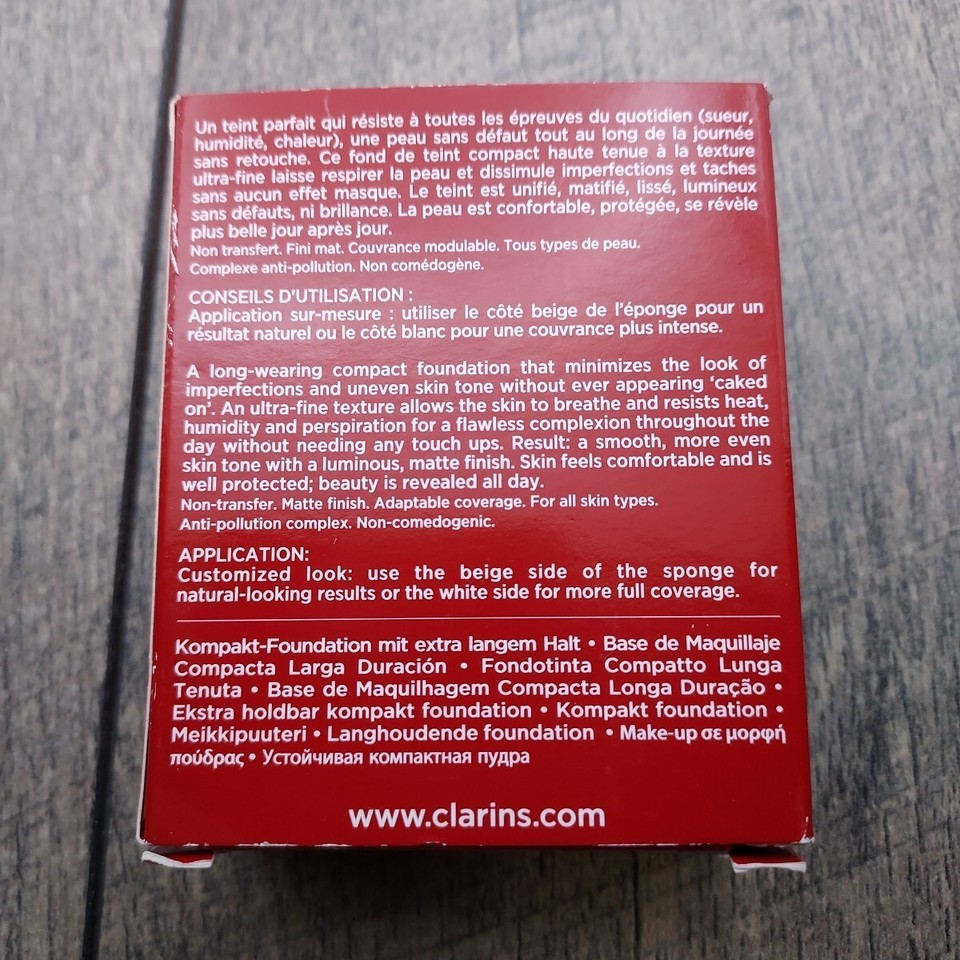 Un teint parfait qui résiste à toutes les épreuves du quotidien (sueur,
humidité, chaleur), une peau sans défaut tout au long de la journée
sans retouche. Ce fond de teint compact haute tenue à la texture
ultra-fine laisse respirer la peau et dissimule imperfections et taches
sans aucun effet masque. Le teint est unifié, matifié, lissé, lumineux
sans défauts, ni brillance. La peau est confortable, protégée, se révèle
plus belle jour après jour.
Non transfert. Fini mat. Couvrance modulable. Tous types de peau.
Complexe anti-pollution. Non comédogène.
CONSEILS D'UTILISATION :
Application sur-mesure : utiliser le côté beige de l'éponge pour un
résultat naturel ou le côté blanc pour une couvrance plus intense.
A long-wearing compact foundation that minimizes the look of
imperfections and uneven skin tone without ever appearing 'caked
on'. An ultra-fine texture allows the skin to breathe and resists heat,
humidity and perspiration for a flawless complexion throughout the
day without needing any touch ups. Result: a smooth, more even
skin tone with a luminous, matte finish. Skin feels comfortable and is
well protected; beauty is revealed all day.
Non-transfer. Matte finish. Adaptable coverage. For all skin types.
Anti-pollution complex. Non-comedogenic.
APPLICATION:
Customized look: use the beige side of the sponge for
natural-looking results or the white side for more full coverage.
Kompakt-Foundation mit extra langem Halt • Base de Maquillaje
Compacta Larga Duración • Fondotinta Compatto Lunga
Tenuta • Base de Maquilhagem Compacta Longa Duração •
Ekstra holdbar kompakt foundation • Kompakt foundation •
Meikkipuuteri • Langhoudende foundation • Make-up σε μορφή
πούδρας • Устойчивая компактная пудра
www.clarins.com